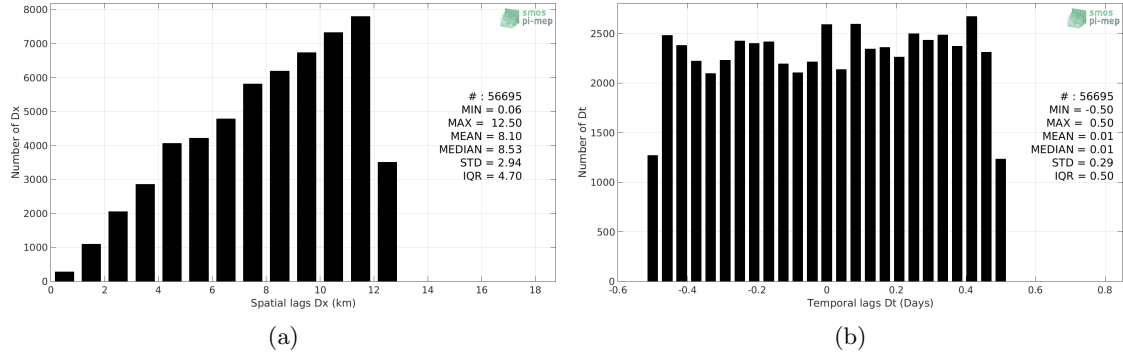 smos
pi-mep
8000
7000
6000
5000
4000
3000
2000
1000
0
Number of Dx
# : 56695
MIN = 0.06
MAX = 12.50
MEAN = 8.10
MEDIAN = 8.53
STD = 2.94
IQR = 4.70
0 2 4 6 8 10 12 14 16 18
Spatial lags Dx (km)
(a)
smos
pi-mep
2500
2000
1500
1000
500
0
Number of Dt
# : 56695
MIN = -0.50
MAX = 0.50
MEAN = 0.01
MEDIAN = 0.01
STD = 0.29
IQR = 0.50
-0.6 -0.4 -0.2 0 0.2 0.4 0.6 0.8
Temporal lags Dt (Days)
(b)